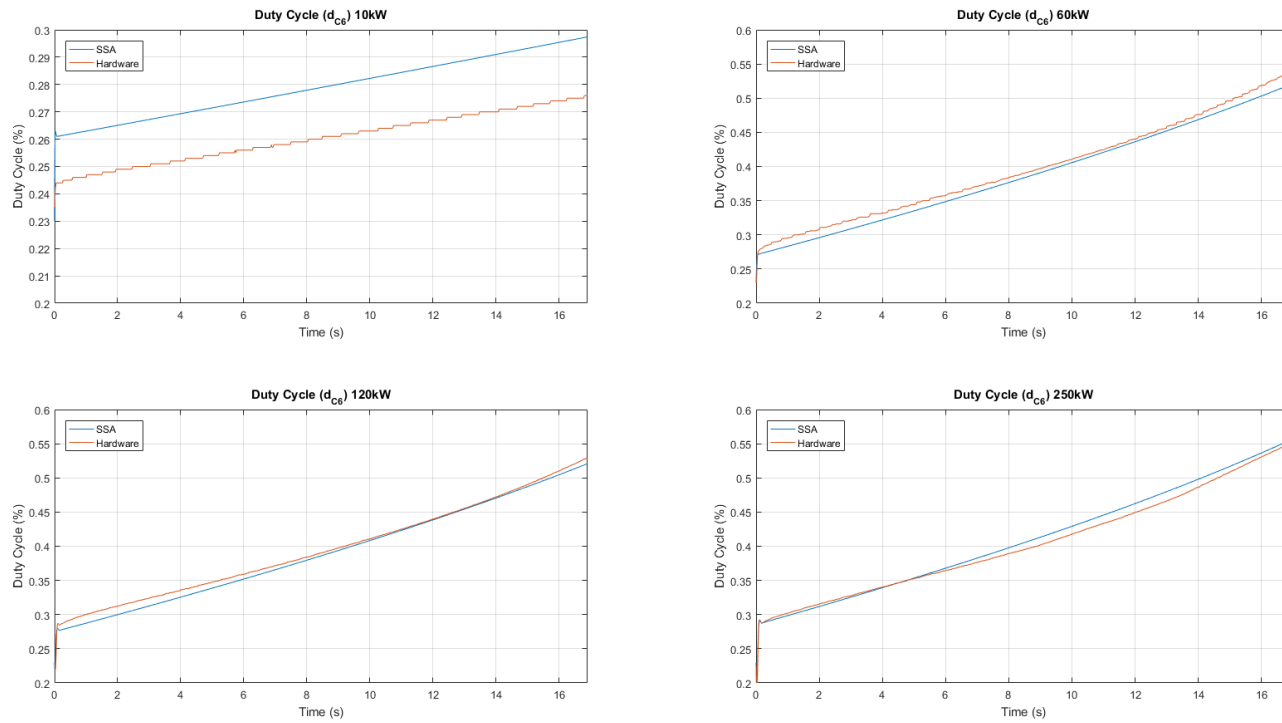 Duty Cycle (d_C6) 10kW
0.3
0.29
0.28
0.27
0.26
0.25
0.24
0.23
0.22
0.21
0.2
Duty Cycle (%)
SSA
Hardware
0 2 4 6 8 10 12 14 16
Time (s)
Duty Cycle (d_C6) 60kW
0.6
0.55
0.5
0.45
0.4
0.35
0.3
0.25
0.2
Duty Cycle (%)
SSA
Hardware
0 2 4 6 8 10 12 14 16
Time (s)
Duty Cycle (d_C6) 120kW
0.6
0.55
0.5
0.45
0.4
0.35
0.3
0.25
0.2
Duty Cycle (%)
SSA
Hardware
0 2 4 6 8 10 12 14 16
Time (s)
Duty Cycle (d_C6) 250kW
0.6
0.55
0.5
0.45
0.4
0.35
0.3
0.25
0.2
Duty Cycle (%)
SSA
Hardware
0 2 4 6 8 10 12 14 16
Time (s)